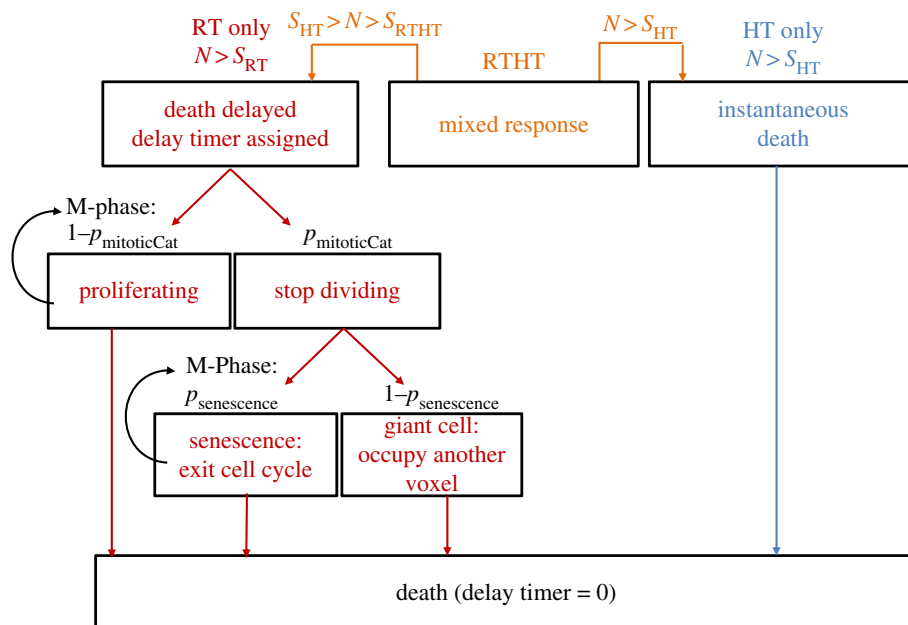 RT only
N > S_RT
S_HT > N > S_RTHT
RTHT
N > S_HT
HT only
N > S_HT
death delayed
delay timer assigned
mixed response
instantaneous
death
M-phase:
1–p_mitoticCat
p_mitoticCat
proliferating
stop dividing
M-Phase:
p_senescence
1–p_senescence
senescence:
exit cell cycle
giant cell:
occupy another
voxel
death (delay timer = 0)